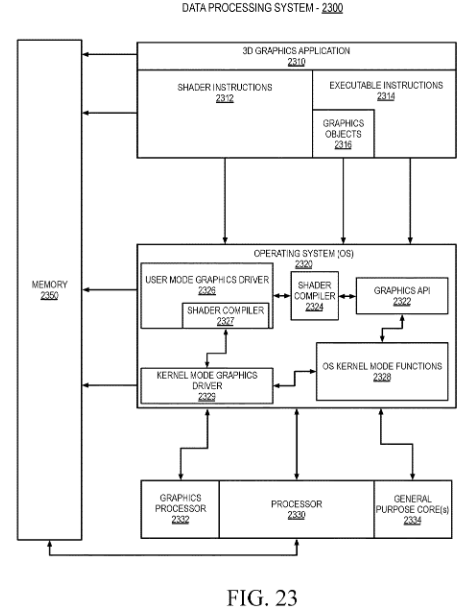 DATA PROCESSING SYSTEM - 2300
3D GRAPHICS APPLICATION
2310
SHADER INSTRUCTIONS
2312
EXECUTABLE INSTRUCTIONS
2314
GRAPHICS
OBJECTS
2316
MEMORY
2350
OPERATING SYSTEM (OS)
2320
USER MODE GRAPHICS DRIVER
2326
SHADER COMPILER
2327
SHADER
COMPILER
2324
GRAPHICS API
2322
KERNEL MODE GRAPHICS
DRIVER
2329
OS KERNEL MODE FUNCTIONS
2328
GRAPHICS
PROCESSOR
2332
PROCESSOR
2330
GENERAL
PURPOSE CORE(s)
2334
FIG. 23